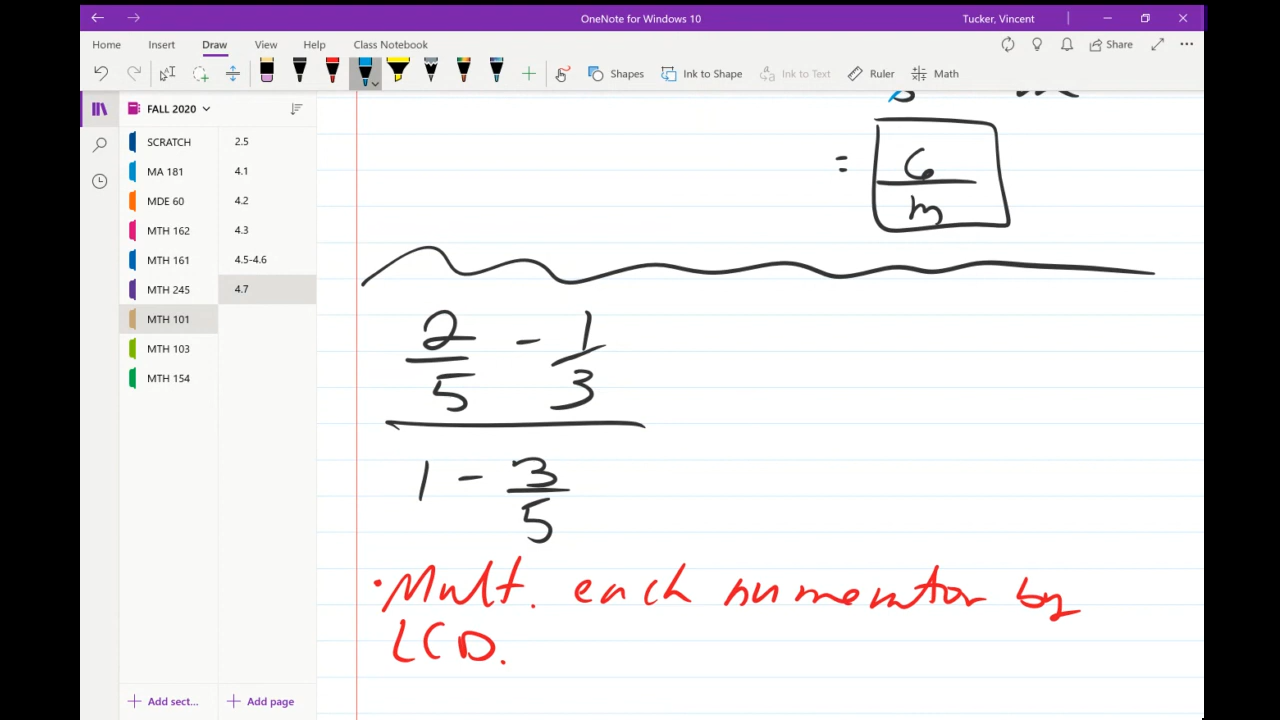 OneNote for Windows 10
Tucker, Vincent
Home Insert Draw View Help Class Notebook
Share
Shapes Ink to Shape Ink to Text Ruler Math
FALL 2020
SCRATCH
MA 181
MDE 60
MTH 162
MTH 161
MTH 245
MTH 101
MTH 103
MTH 154
2.5
4.1
4.2
4.3
4.5-4.6
4.7
= 6
m
2 - 1
5 3
1 - 3
5
• Mult. each numerator by
LCD.
Add sect...
Add page